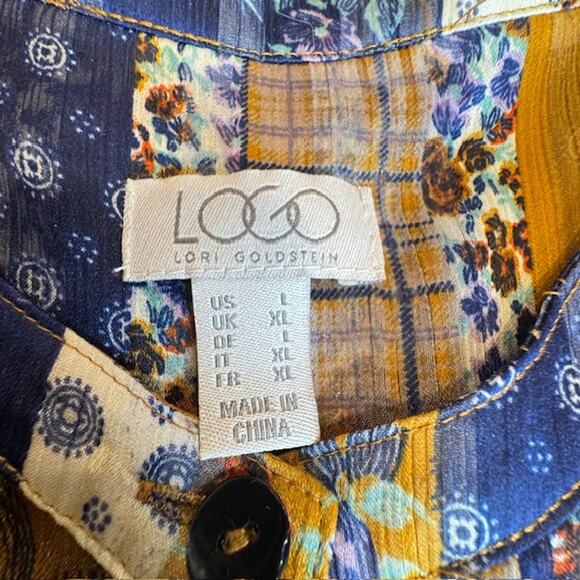 LOGO
LORI GOLDSTEIN
US L
UK XL
DE L
IT XL
FR XL
MADE IN
CHINA